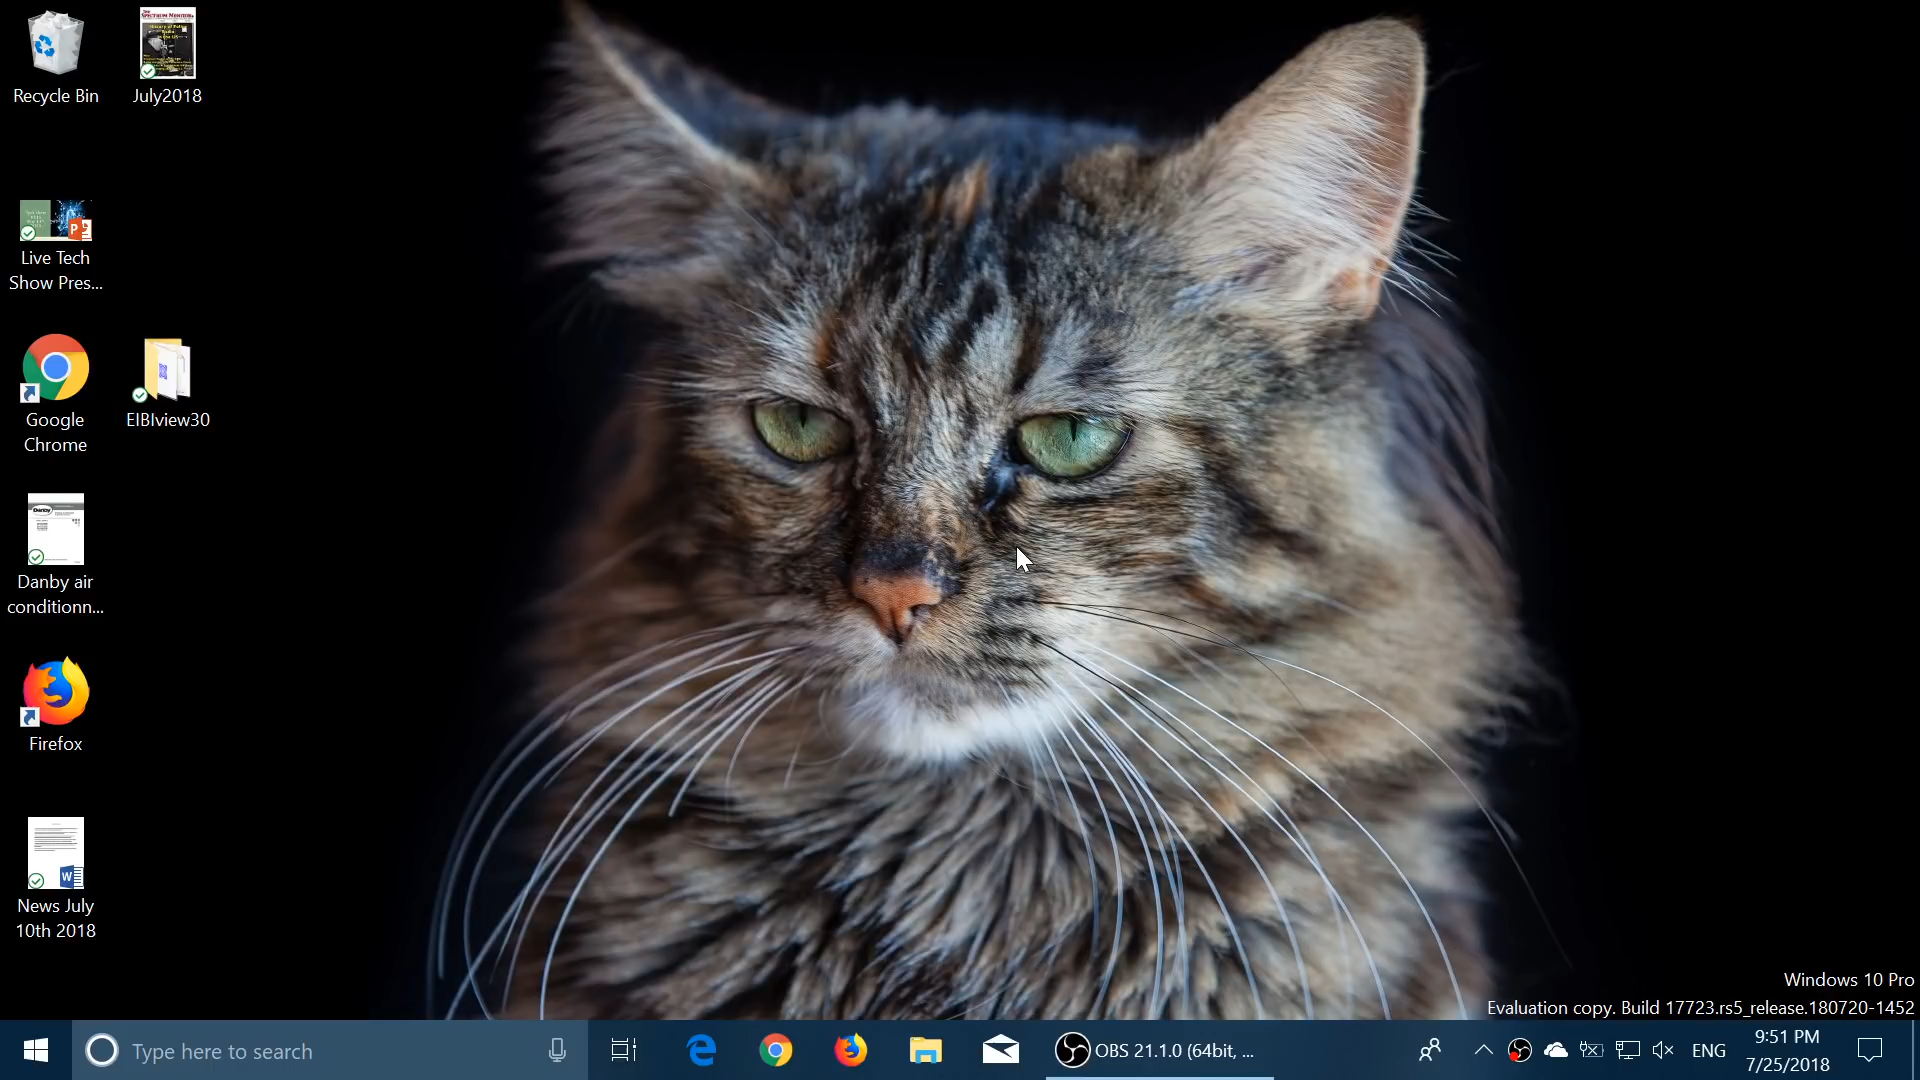 Recycle Bin
July2018
Live Tech
Show Pres...
Google
Chrome
EIBIview30
Danby air
conditionn...
Firefox
News July
10th 2018
Windows 10 Pro
Evaluation copy. Build 17723.rs5_release.180720-1452
Type here to search
OBS 21.1.0 (64bit, ...
ENG
9:51 PM
7/25/2018